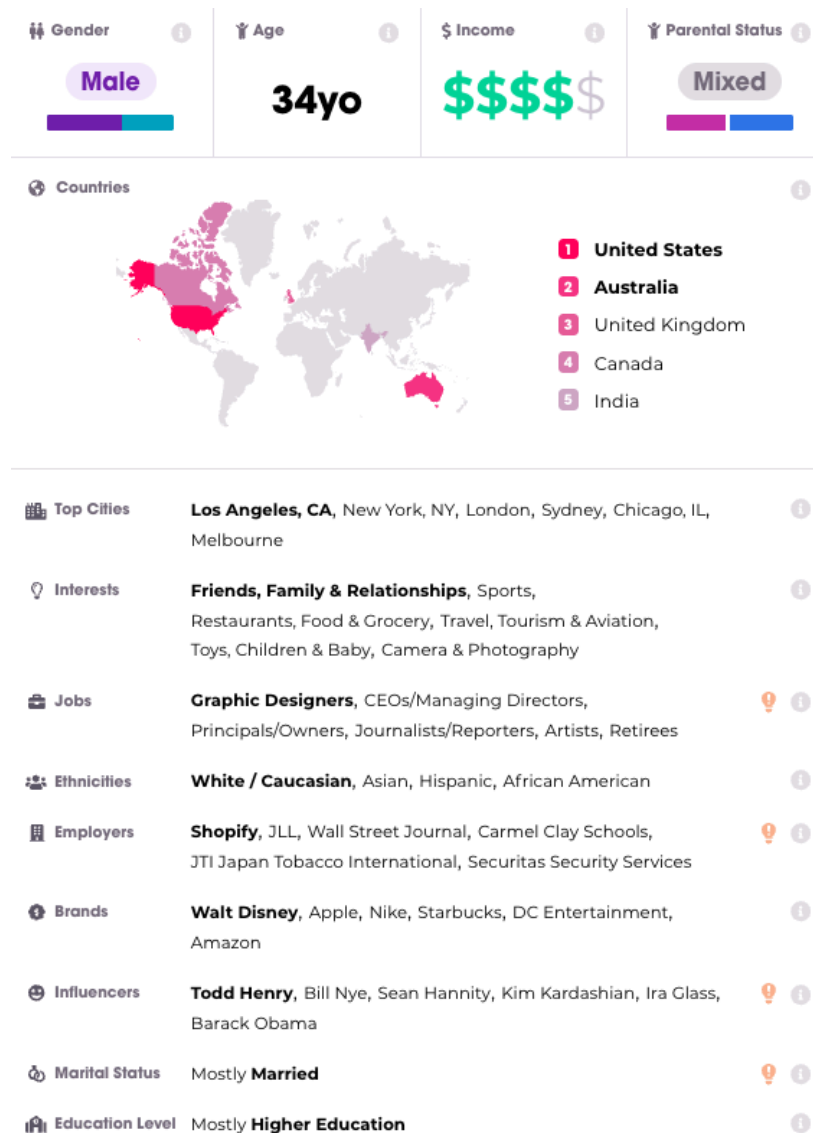 Gender
Age
$ Income
Parental Status
Male
34yo
$$$$$
Mixed
Countries
1 United States
2 Australia
3 United Kingdom
4 Canada
5 India
Top Cities
Los Angeles, CA, New York, NY, London, Sydney, Chicago, IL,
Melbourne
Interests
Friends, Family & Relationships, Sports,
Restaurants, Food & Grocery, Travel, Tourism & Aviation,
Toys, Children & Baby, Camera & Photography
Jobs
Graphic Designers, CEOs/Managing Directors,
Principals/Owners, Journalists/Reporters, Artists, Retirees
Ethnicities
White / Caucasian, Asian, Hispanic, African American
Employers
Shopify, JLL, Wall Street Journal, Carmel Clay Schools,
JTI Japan Tobacco International, Securitas Security Services
Brands
Walt Disney, Apple, Nike, Starbucks, DC Entertainment,
Amazon
Influencers
Todd Henry, Bill Nye, Sean Hannity, Kim Kardashian, Ira Glass,
Barack Obama
Marital Status
Mostly Married
Education Level
Mostly Higher Education